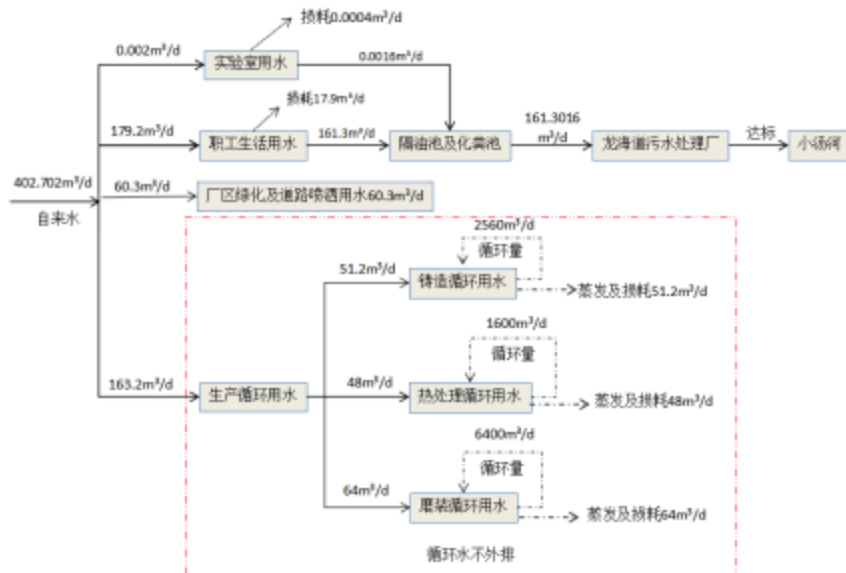 损耗0.0004m³/d
0.002m³/d
实验室用水
0.0016m³/d
损耗17.9m³/d
179.2m³/d
职工生活用水
161.3m³/d
隔油池及化粪池
161.3016
m³/d
龙海道污水处理厂
达标
小汤河
402.702m³/d
自来水
60.3m³/d
厂区绿化及道路喷洒用水60.3m³/d
2560m³/d
循环量
51.2m³/d
铸造循环用水
蒸发及损耗51.2m³/d
1600m³/d
循环量
163.2m³/d
生产循环用水
48m³/d
热处理循环用水
蒸发及损耗48m³/d
6400m³/d
循环量
64m³/d
磨装循环用水
蒸发及损耗64m³/d
循环水不外排